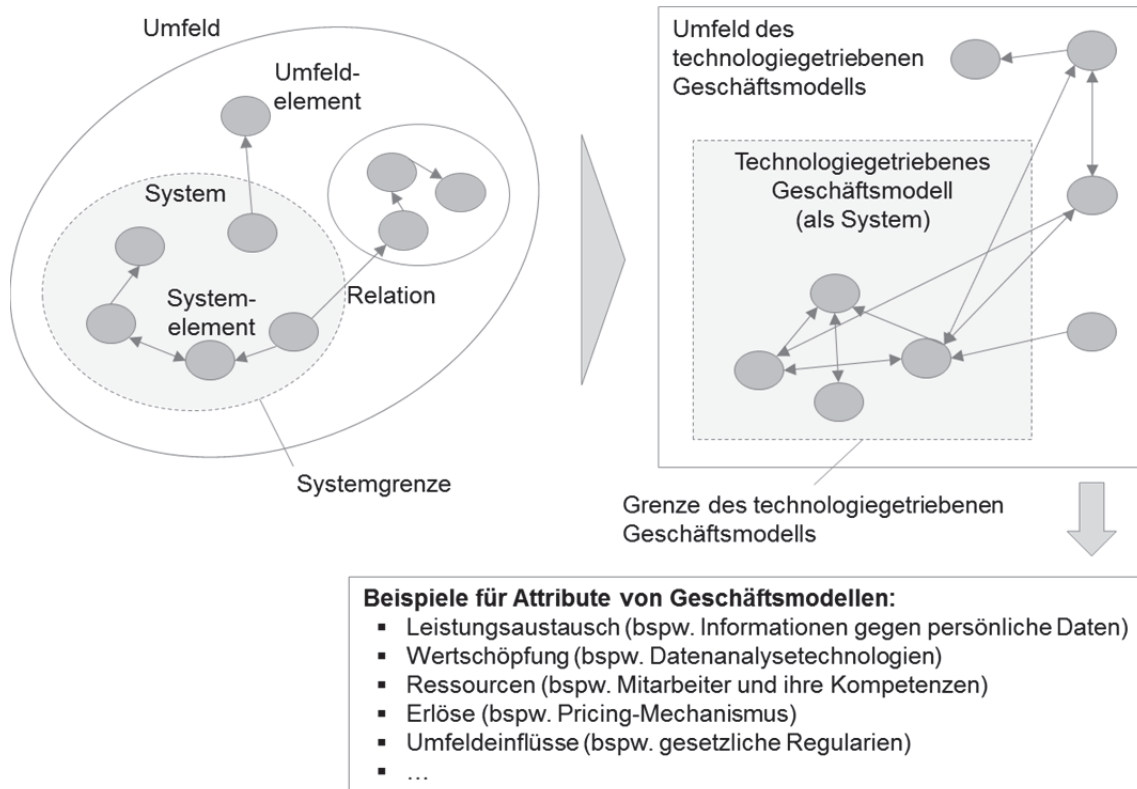 Umfeld
Umfeld-
element
System
System-
element
Relation
Systemgrenze
Umfeld des
technologiegetriebenen
Geschäftsmodells
Technologiegetriebenes
Geschäftsmodell
(als System)
Grenze des technologiegetriebenen
Geschäftsmodells
Beispiele für Attribute von Geschäftsmodellen:
▪ Leistungsaustausch (bspw. Informationen gegen persönliche Daten)
▪ Wertschöpfung (bspw. Datenanalysetechnologien)
▪ Ressourcen (bspw. Mitarbeiter und ihre Kompetenzen)
▪ Erlöse (bspw. Pricing-Mechanismus)
▪ Umfeldeinflüsse (bspw. gesetzliche Regularien)
▪ …